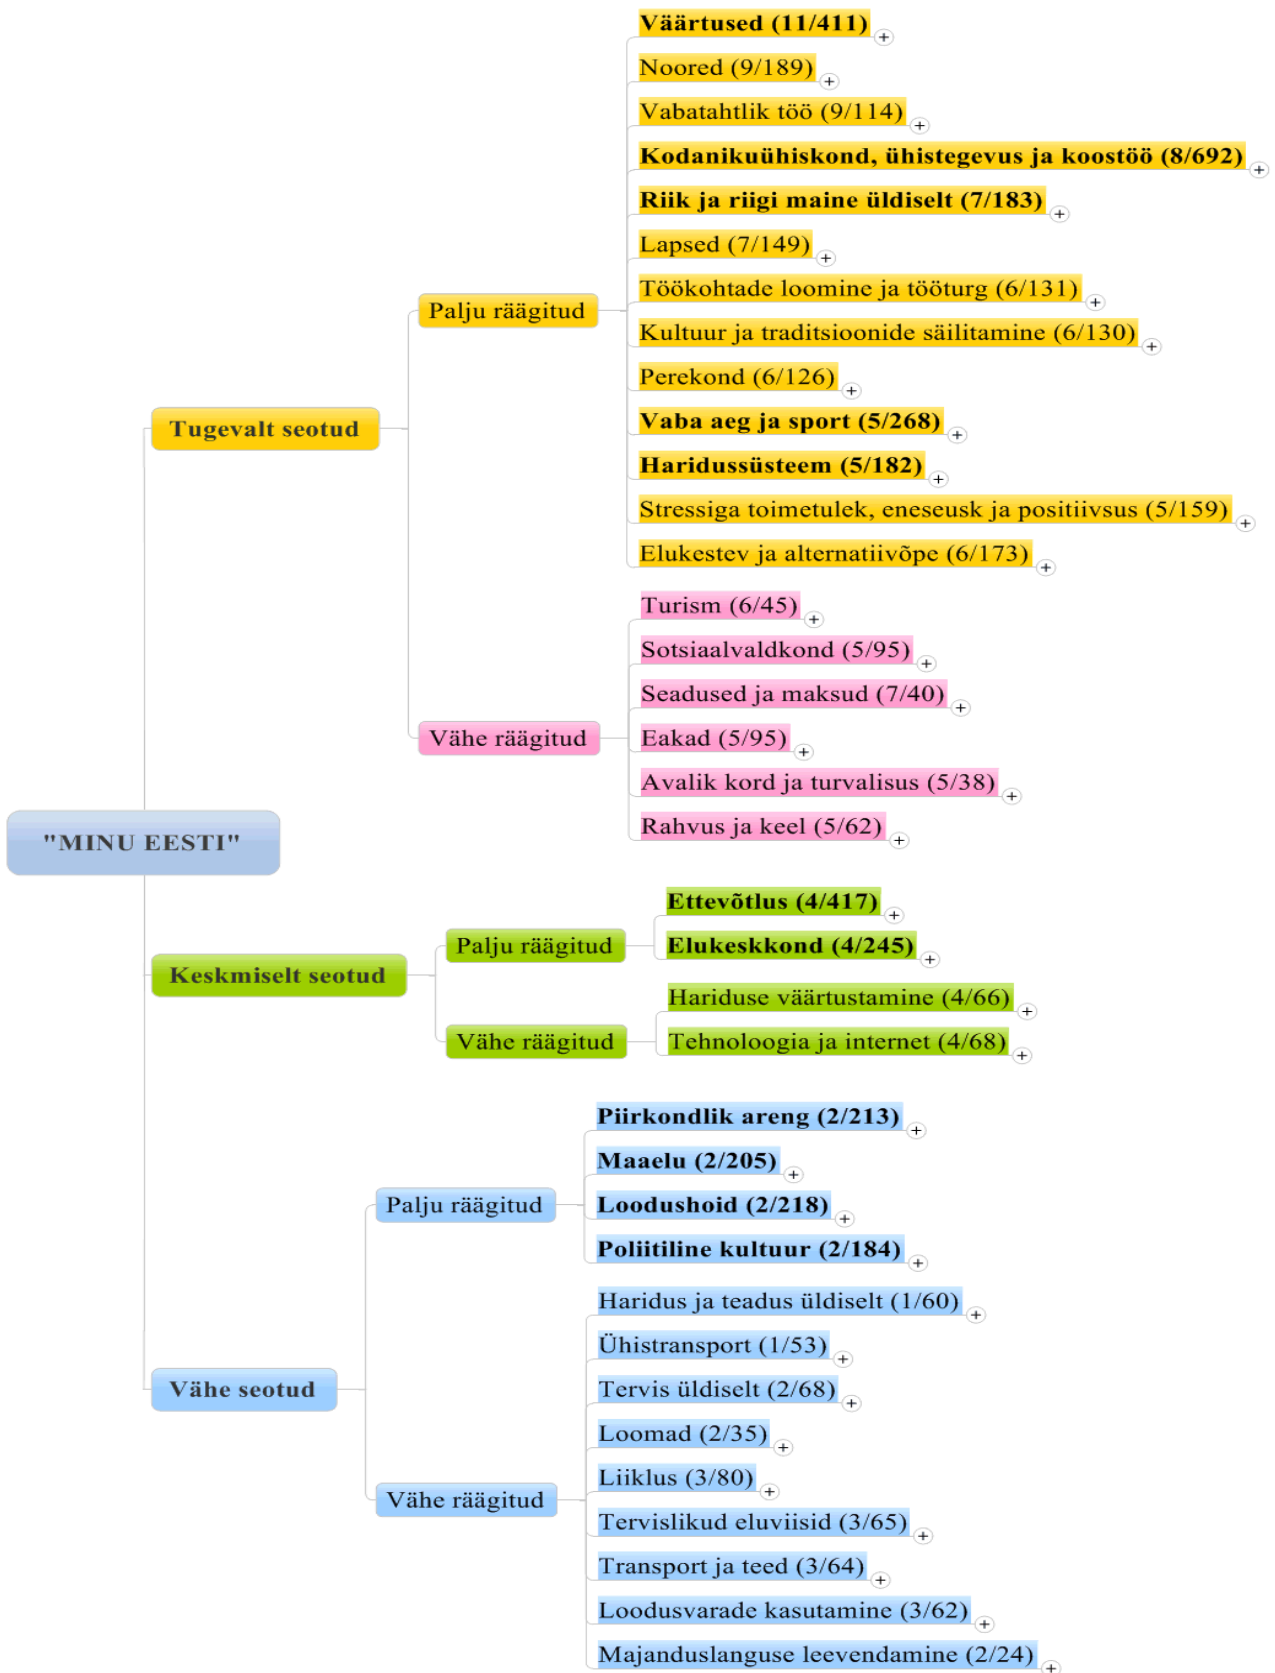 "MINU EESTI"
Tugevalt seotud
Palju räägitud
Väärtused (11/411)
Noored (9/189)
Vabatahtlik töö (9/114)
Kodanikuühiskond, ühistegevus ja koostöö (8/692)
Riik ja riigi maine üldiselt (7/183)
Lapsed (7/149)
Töökohtade loomine ja tööturg (6/131)
Kultuur ja traditsioonide säilitamine (6/130)
Perekond (6/126)
Vaba aeg ja sport (5/268)
Haridussüsteem (5/182)
Stressiga toimetulek, eneseusk ja positiivsus (5/159)
Elukestev ja alternatiivõpe (6/173)
Vähe räägitud
Turism (6/45)
Sotsiaalvaldkond (5/95)
Seadused ja maksud (7/40)
Eakad (5/95)
Avalik kord ja turvalisus (5/38)
Rahvus ja keel (5/62)
Keskmiselt seotud
Palju räägitud
Ettevõtlus (4/417)
Elukeskkond (4/245)
Vähe räägitud
Hariduse väärtustamine (4/66)
Tehnoloogia ja internet (4/68)
Vähe seotud
Palju räägitud
Piirkondlik areng (2/213)
Maaelu (2/205)
Loodushoid (2/218)
Poliitiline kultuur (2/184)
Vähe räägitud
Haridus ja teadus üldiselt (1/60)
Ühistransport (1/53)
Tervis üldiselt (2/68)
Loomad (2/35)
Liiklus (3/80)
Tervislikud eluviisid (3/65)
Transport ja teed (3/64)
Loodusvarade kasutamine (3/62)
Majanduslanguse leevendamine (2/24)